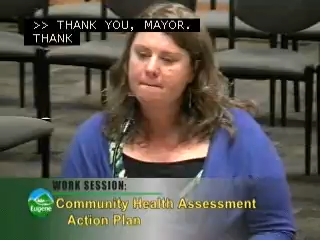 >> THANK YOU, MAYOR.
THANK
WORK SESSION:
Eugene
Community Health Assessment
Action Plan